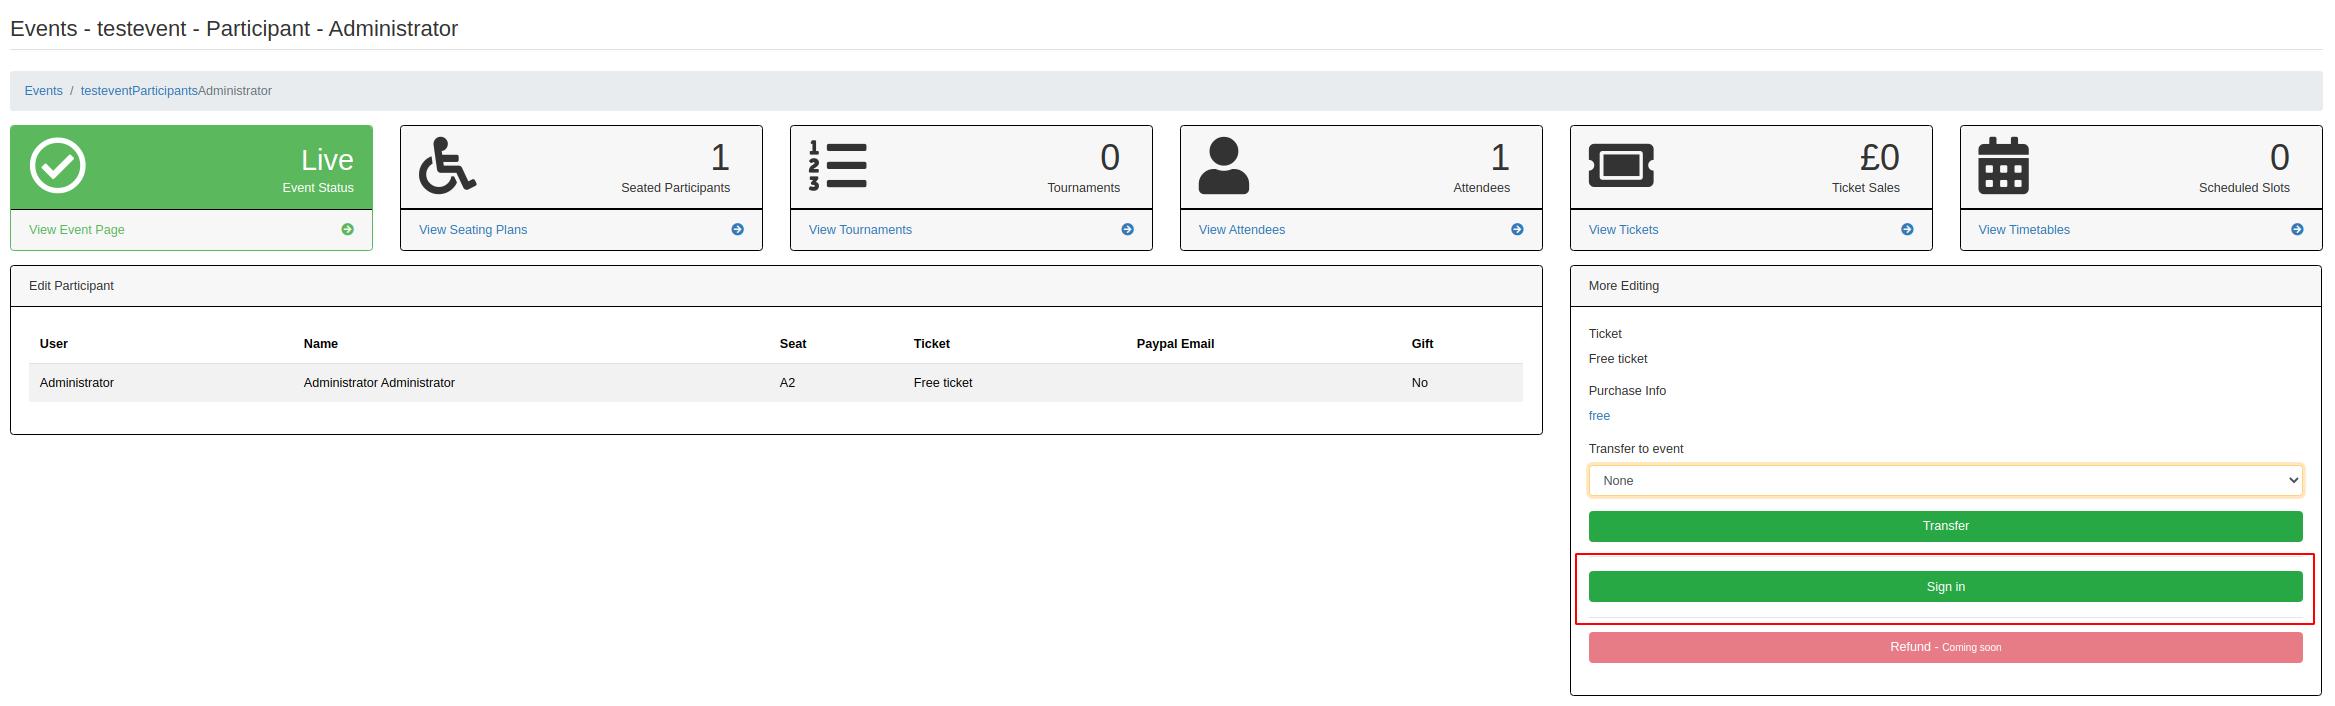 Events - testevent - Participant - Administrator
Events / testeventParticipantsAdministrator
Live
Event Status
View Event Page
1
Seated Participants
View Seating Plans
1
2
3
0
Tournaments
View Tournaments
1
Attendees
View Attendees
£0
Ticket Sales
View Tickets
0
Scheduled Slots
View Timetables
Edit Participant
User Name Seat Ticket Paypal Email Gift
Administrator Administrator Administrator A2 Free ticket No
More Editing
Ticket
Free ticket
Purchase Info
free
Transfer to event
None
Transfer
Sign in
Refund - Coming soon